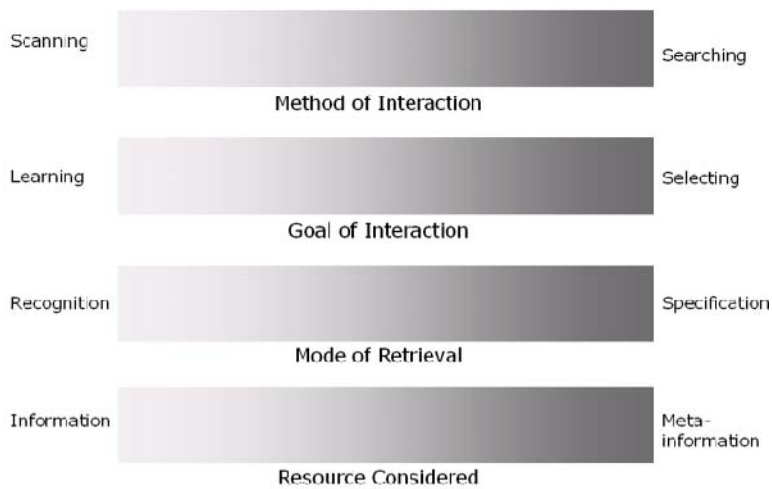 Scanning
Searching
Method of Interaction
Learning
Selecting
Goal of Interaction
Recognition
Specification
Mode of Retrieval
Information
Meta-
information
Resource Considered